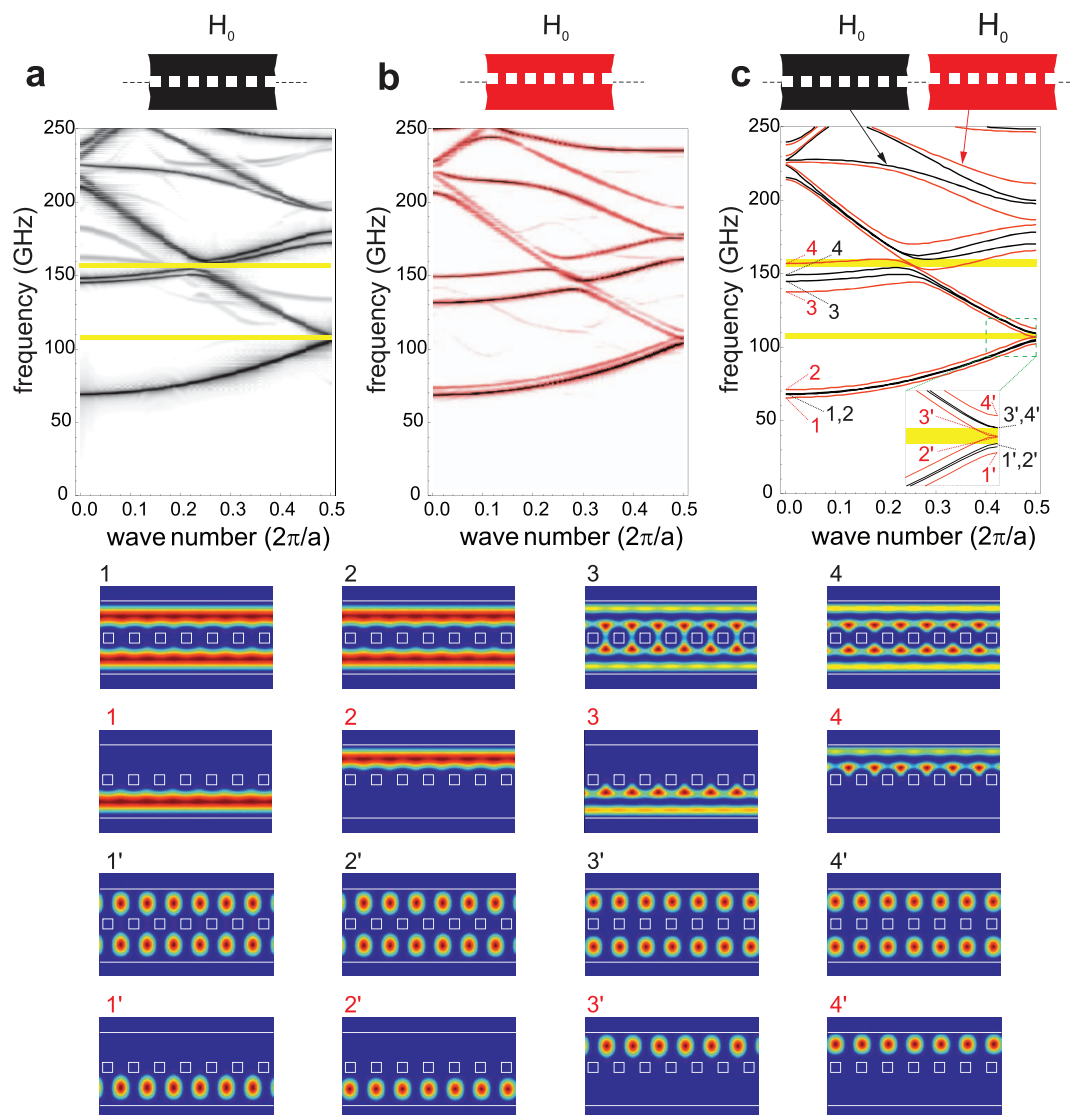 H₀ H₀ H₀ H₀
a b c
250 250 250
200 200 200
150 150 150
100 100 100
50 50 50
0 0 0
frequency (GHz) frequency (GHz) frequency (GHz)
4 4
3 3
2
1,2
1
4'
3' 3',4'
2' 1',2'
1'
0.0 0.1 0.2 0.3 0.4 0.5 0.0 0.1 0.2 0.3 0.4 0.5 0.0 0.1 0.2 0.3 0.4 0.5
wave number (2π/a) wave number (2π/a) wave number (2π/a)
1 2 3 4
1 2 3 4
1' 2' 3' 4'
1' 2' 3' 4'